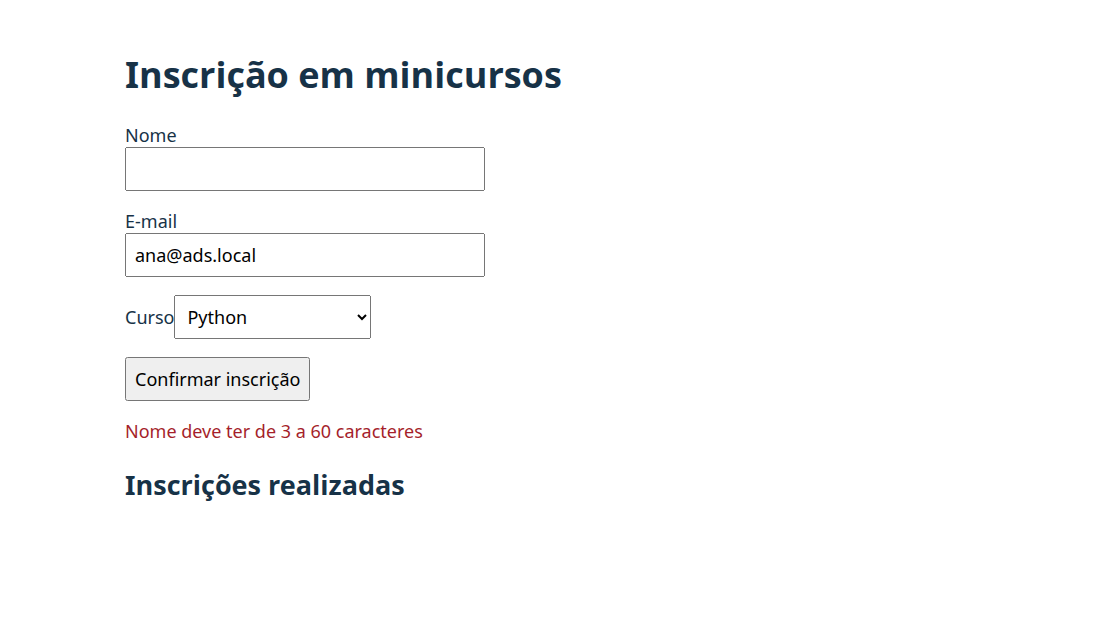 Inscrição em minicursos
Nome
E-mail
ana@ads.local
Curso Python
Confirmar inscrição
Nome deve ter de 3 a 60 caracteres
Inscrições realizadas